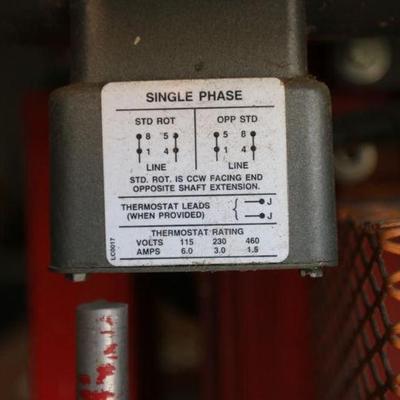 SINGLE PHASE
STD ROT OPP STD
8 5 5 8
1 4 1 4
LINE LINE
STD. ROT. IS CCW FACING END
OPPOSITE SHAFT EXTENSION.
THERMOSTAT LEADS J
(WHEN PROVIDED) J
THERMOSTAT RATING
VOLTS 115 230 460
AMPS 6.0 3.0 1.5
LC0017